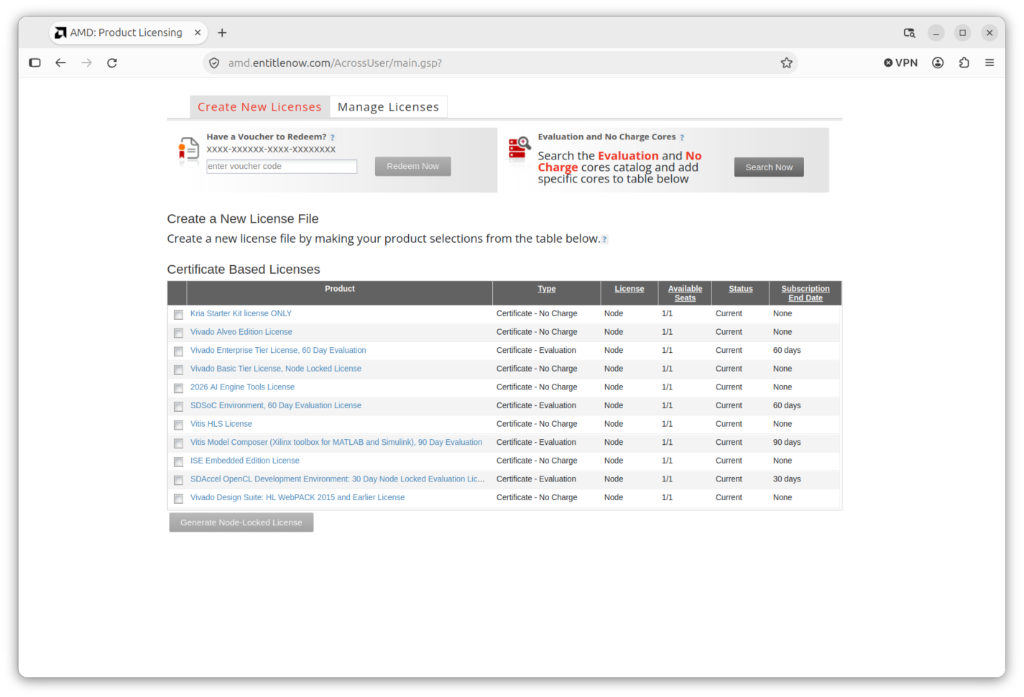 AMD: Product Licensing
amd.entitlenow.com/AcrossUser/main.gsp?
VPN
Create New Licenses
Manage Licenses
Have a Voucher to Redeem? ?
XXXX-XXXXXX-XXXX-XXXXXXXX
enter voucher code
Redeem Now
Evaluation and No Charge Cores ?
Search the Evaluation and No
Charge cores catalog and add
specific cores to table below
Search Now
Create a New License File
Create a new license file by making your product selections from the table below. ?
Certificate Based Licenses
Product Type License Available Seats Status Subscription End Date
Kria Starter Kit license ONLY Certificate - No Charge Node 1/1 Current None
Vivado Alveo Edition License Certificate - No Charge Node 1/1 Current None
Vivado Enterprise Tier License, 60 Day Evaluation Certificate - Evaluation Node 1/1 Current 60 days
Vivado Basic Tier License, Node Locked License Certificate - No Charge Node 1/1 Current None
2026 AI Engine Tools License Certificate - No Charge Node 1/1 Current None
SDSoC Environment, 60 Day Evaluation License Certificate - Evaluation Node 1/1 Current 60 days
Vitis HLS License Certificate - No Charge Node 1/1 Current None
Vitis Model Composer (Xilinx toolbox for MATLAB and Simulink), 90 Day Evaluation Certificate - Evaluation Node 1/1 Current 90 days
ISE Embedded Edition License Certificate - No Charge Node 1/1 Current None
SDAccel OpenCL Development Environment: 30 Day Node Locked Evaluation Lic... Certificate - Evaluation Node 1/1 Current 30 days
Vivado Design Suite: HL WebPACK 2015 and Earlier License Certificate - No Charge Node 1/1 Current None
Generate Node-Locked License